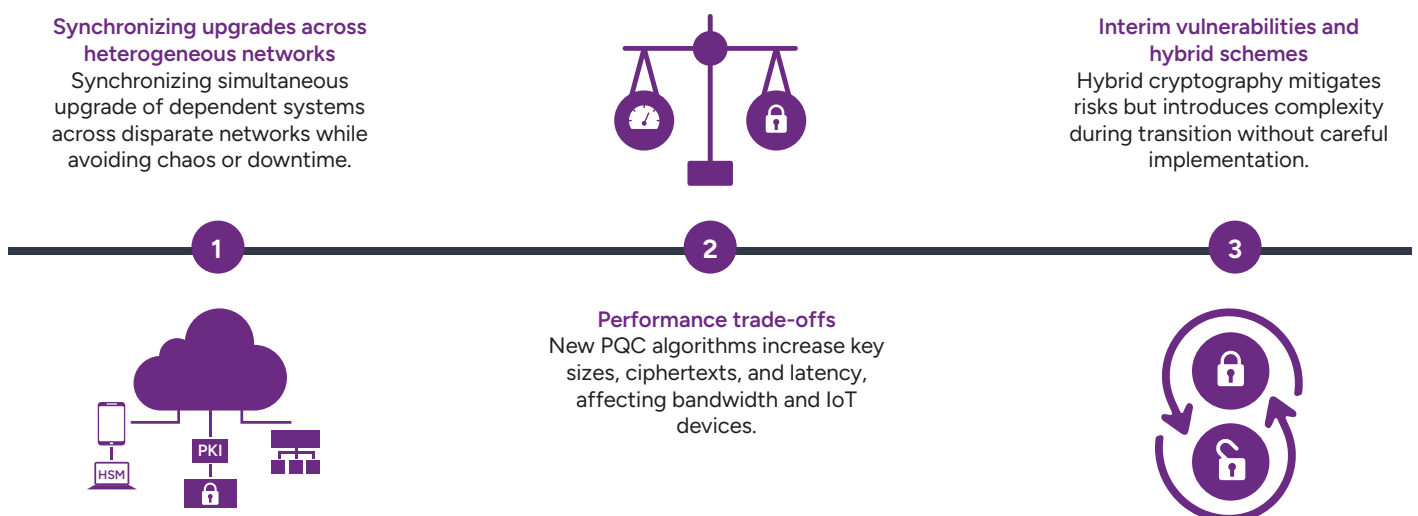 Synchronizing upgrades across
heterogeneous networks
Synchronizing simultaneous
upgrade of dependent systems
across disparate networks while
avoiding chaos or downtime.
1
HSM
PKI
2
Performance trade-offs
New PQC algorithms increase key
sizes, ciphertexts, and latency,
affecting bandwidth and IoT
devices.
Interim vulnerabilities and
hybrid schemes
Hybrid cryptography mitigates
risks but introduces complexity
during transition without careful
implementation.
3